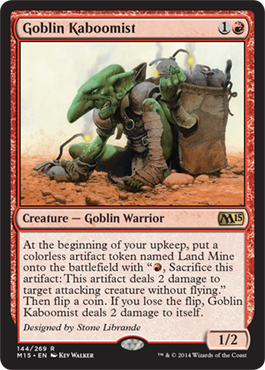 Goblin Kaboomist 1
Creature — Goblin Warrior M15
At the beginning of your upkeep, put a
colorless artifact token named Land Mine
onto the battlefield with “, Sacrifice this
artifact: This artifact deals 2 damage to
target attacking creature without flying.”
Then flip a coin. If you lose the flip, Goblin
Kaboomist deals 2 damage to itself.
Designed by Stone Librande
1/2
144/269 R
M15 • EN Kev Walker ™ & © 2014 Wizards of the Coast